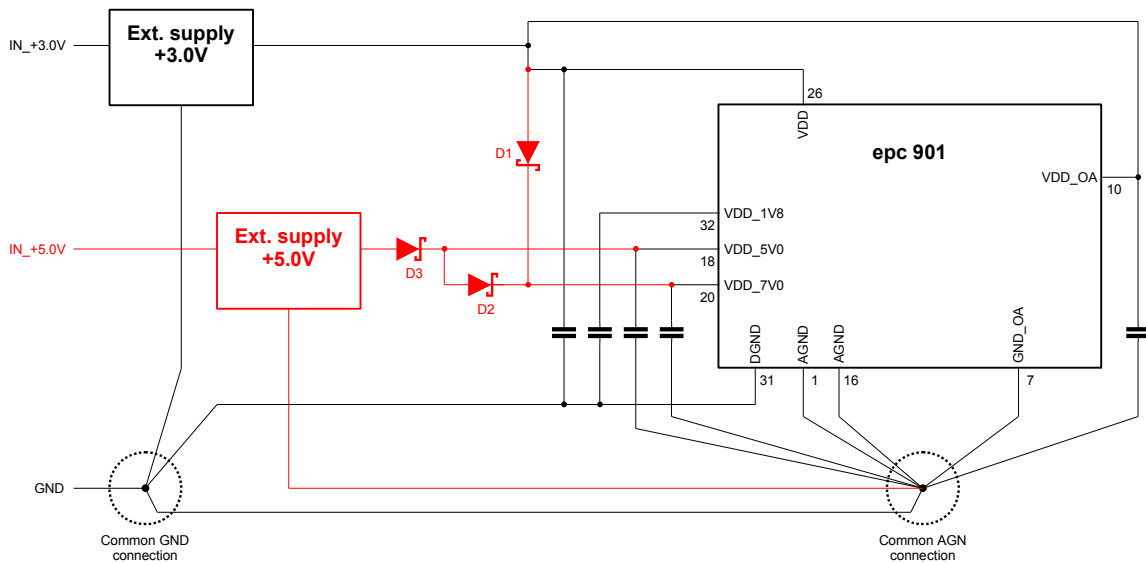 IN_+3.0V
Ext. supply
+3.0V
26
VDD
epc 901
D1
VDD_OA
10
VDD_1V8
32
IN_+5.0V
Ext. supply
+5.0V
D3
VDD_5V0
18
D2
VDD_7V0
20
DGND
AGND
AGND
GND_OA
31
1
16
7
GND
Common GND
connection
Common AGN
connection